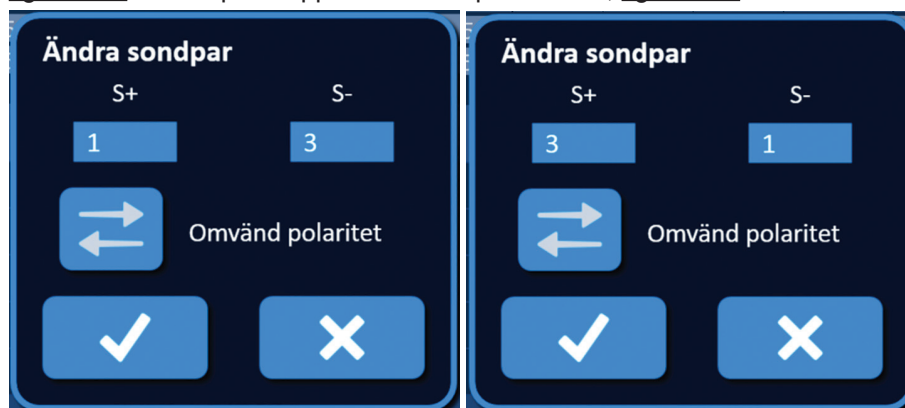 Ändra sondpar
S+ S-
1 3
Omvänd polaritet
Ändra sondpar
S+ S-
3 1
Omvänd polaritet